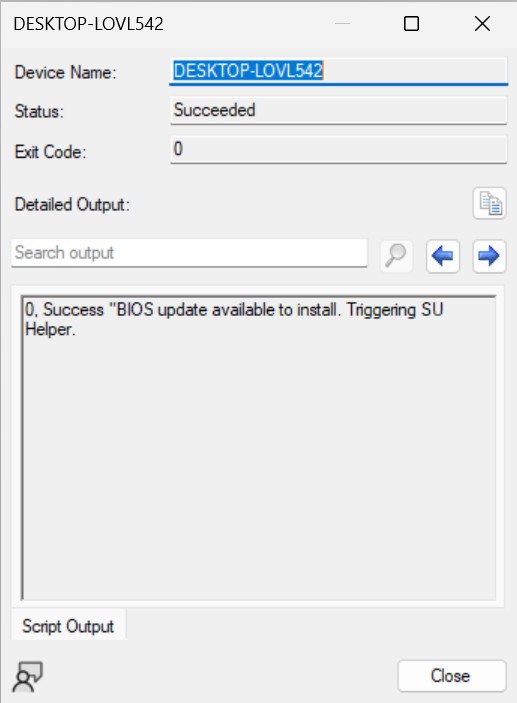 DESKTOP-LOVL542
Device Name: DESKTOP-LOVL542
Status: Succeeded
Exit Code: 0
Detailed Output:
Search output
0, Success "BIOS update available to install. Triggering SU
Helper.
Script Output
Close